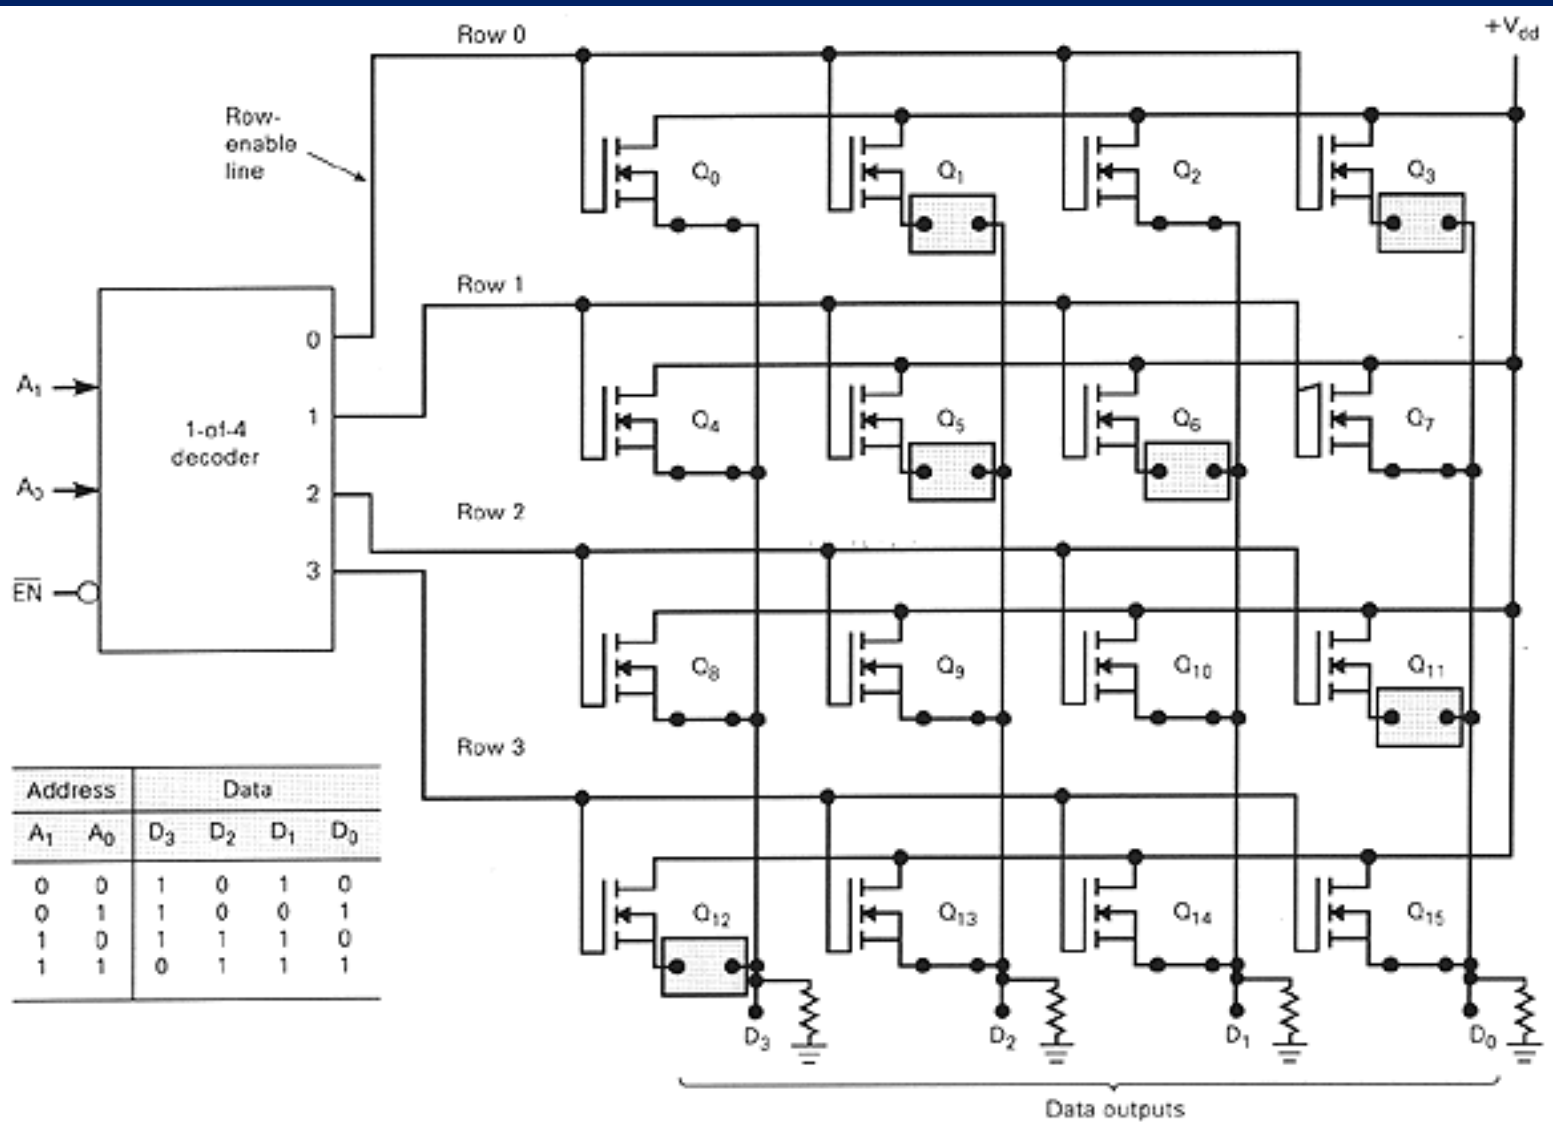 Row 0
+Vdd
Row-
enable
line
Q0
Q1
Q2
Q3
Row 1
0
A1
1
1-of-4
decoder
Q4
Q5
Q6
Q7
A0
2
Row 2
3
EN
Q8
Q9
Q10
Q11
Row 3
Address Data
A1 A0 D3 D2 D1 D0
0 0 1 0 1 0
0 1 1 0 0 1
1 0 1 1 1 0
1 1 0 1 1 1
Q12
Q13
Q14
Q15
D3
D2
D1
D0
Data outputs